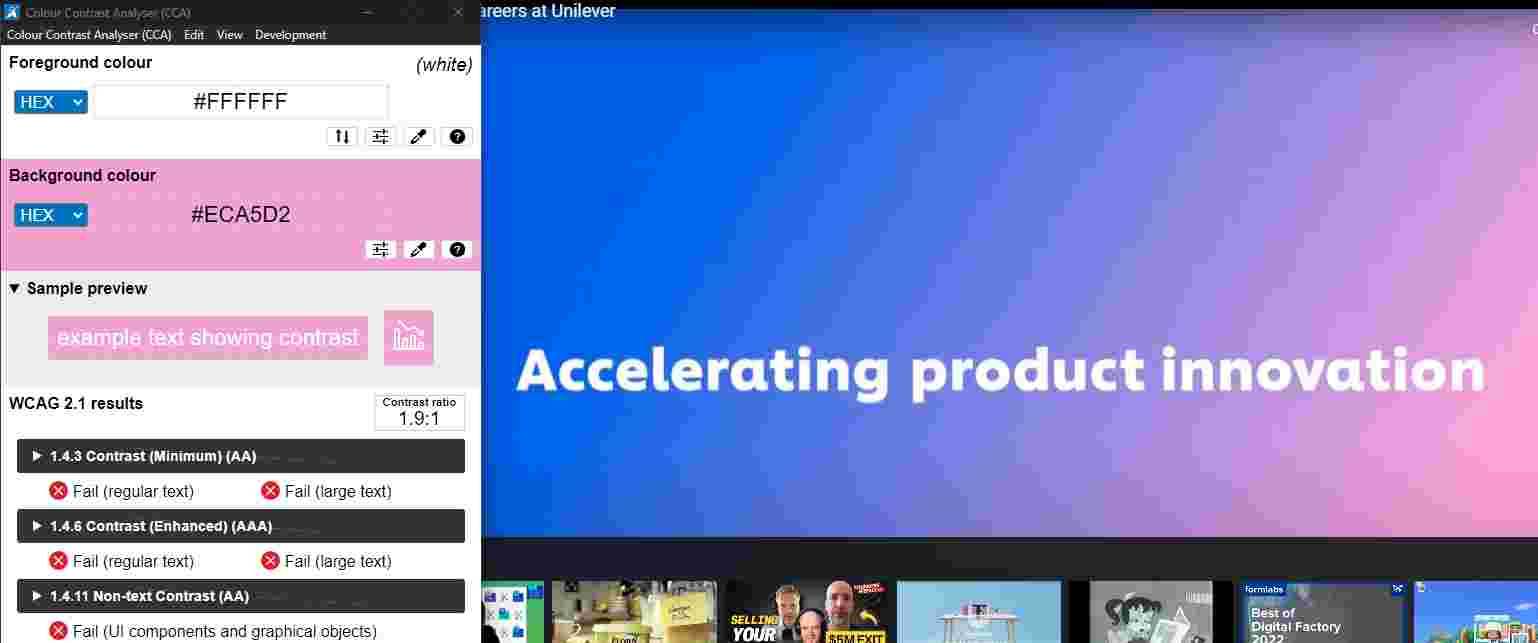 Colour Contrast Analyser (CCA)
Colour Contrast Analyser (CCA) Edit View Development
Foreground colour
(white)
HEX
#FFFFFF
Background colour
HEX
#ECA5D2
Sample preview
example text showing contrast
WCAG 2.1 results
Contrast ratio
1.9:1
1.4.3 Contrast (Minimum) (AA)
Fail (regular text)
Fail (large text)
1.4.6 Contrast (Enhanced) (AAA)
Fail (regular text)
Fail (large text)
1.4.11 Non-text Contrast (AA)
Fail (UI components and graphical objects)
areers at Unilever
Accelerating product innovation
SELLING
YOUR
$5M EXIT
formlabs
Best of
Digital Factory
2022